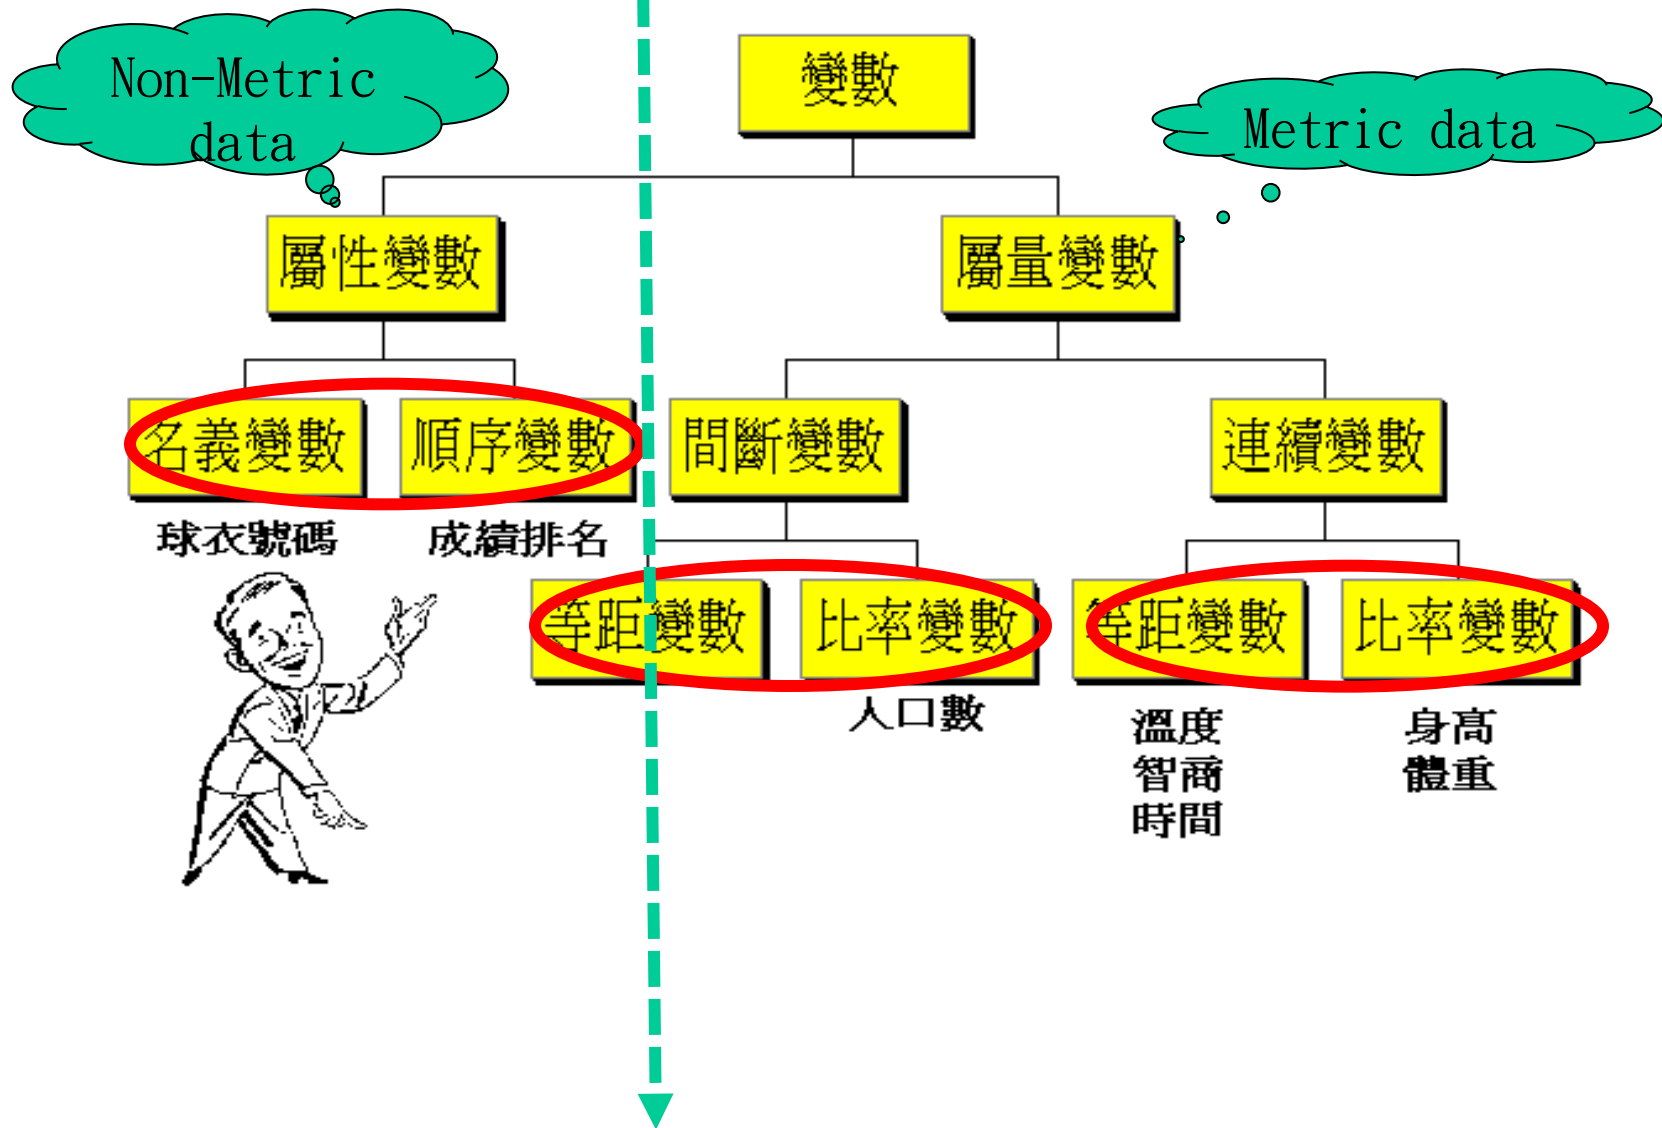 Non-Metric
data
變數
Metric data
屬性變數
屬量變數
名義變數
順序變數
間斷變數
連續變數
球衣號碼
成績排名
等距變數
比率變數
等距變數
比率變數
人口數
溫度
智商
時間
身高
體重